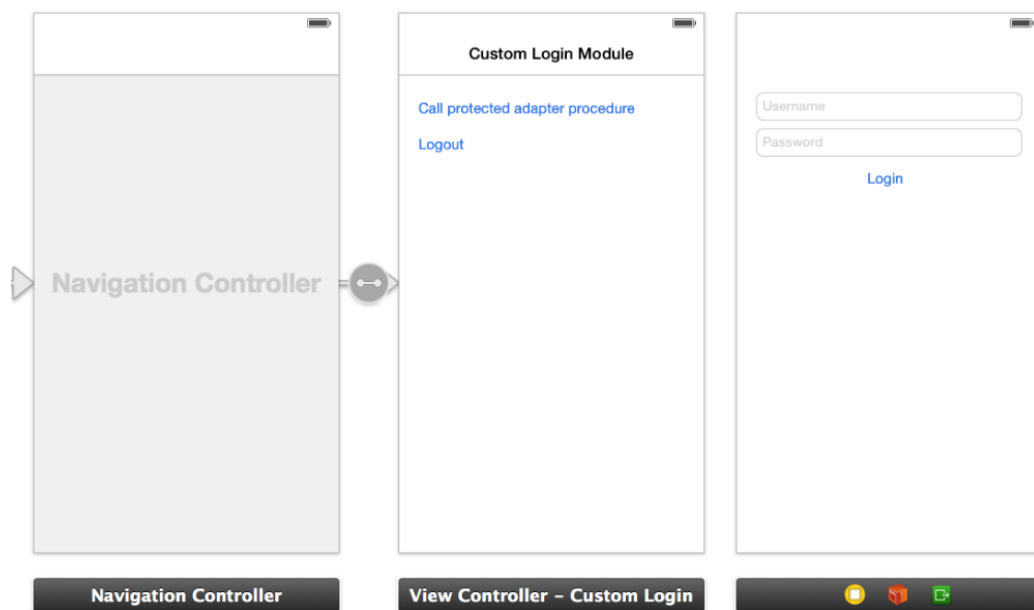 Navigation Controller
Navigation Controller
Custom Login Module
Call protected adapter procedure
Logout
View Controller – Custom Login
Username
Password
Login